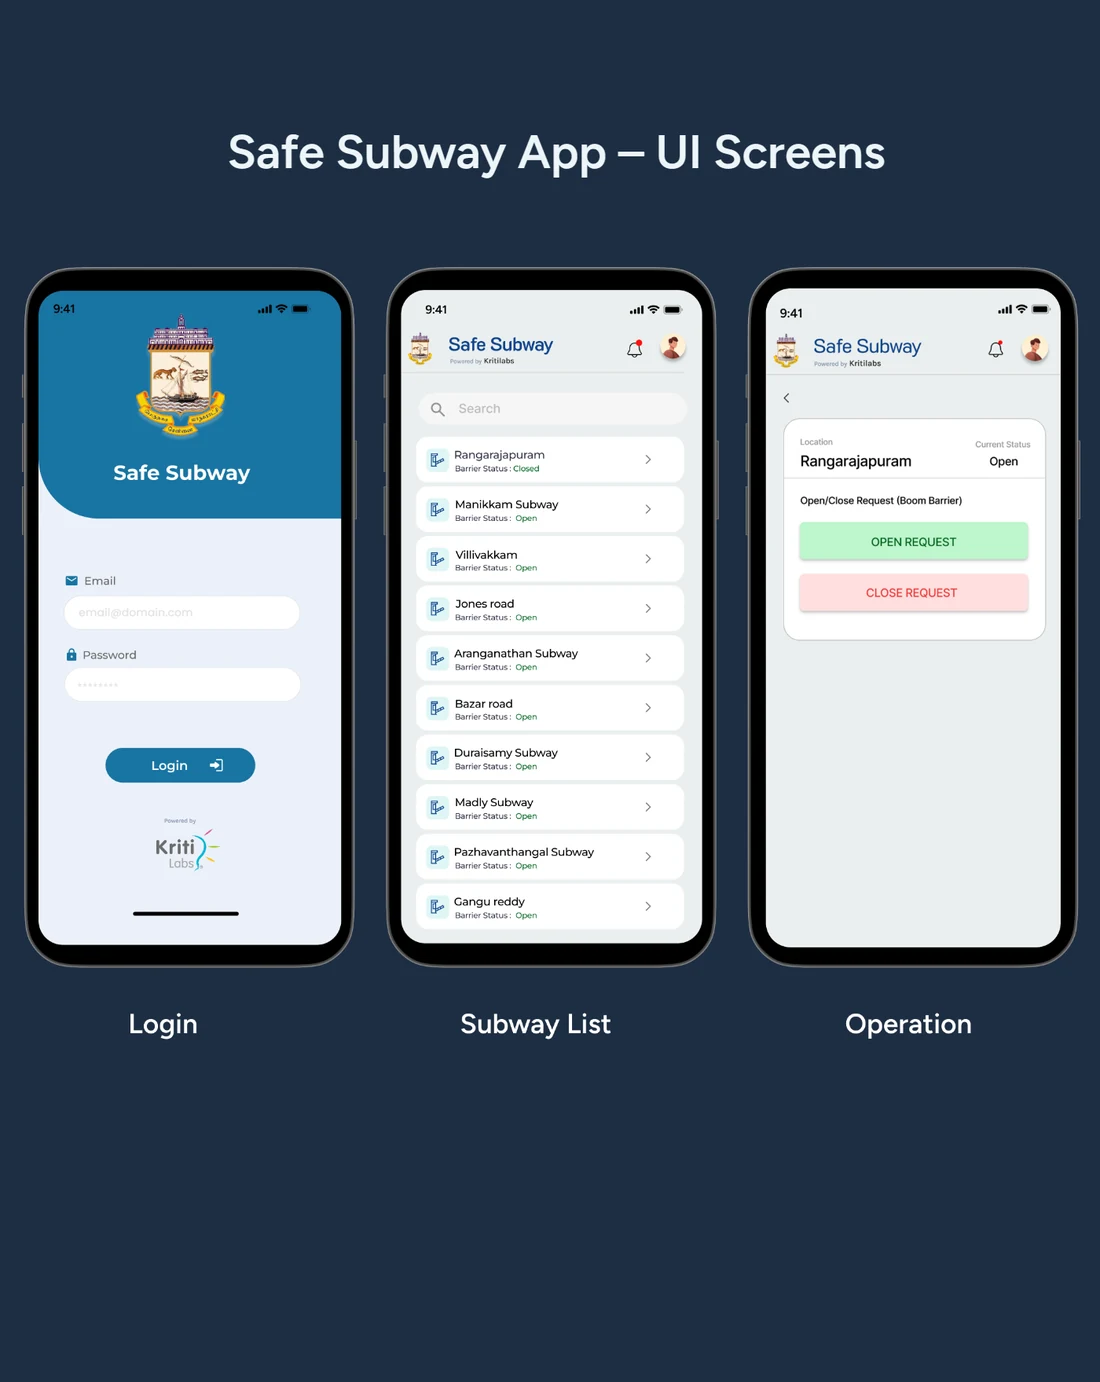 Safe Subway App – UI Screens
9:41
Safe Subway
Email
email@domain.com
Password
********
Login
Powered by
Kriti
Labs
9:41
Safe Subway
Powered by Kritilabs
Search
Rangarajapuram
Barrier Status : Closed
Manikkam Subway
Barrier Status : Open
Villivakkam
Barrier Status : Open
Jones road
Barrier Status : Open
Aranganathan Subway
Barrier Status : Open
Bazar road
Barrier Status : Open
Duraisamy Subway
Barrier Status : Open
Madly Subway
Barrier Status : Open
Pazhavanthangal Subway
Barrier Status : Open
Gangu reddy
Barrier Status : Open
9:41
Safe Subway
Powered by Kritilabs
Location
Current Status
Rangarajapuram
Open
Open/Close Request (Boom Barrier)
OPEN REQUEST
CLOSE REQUEST
Login
Subway List
Operation